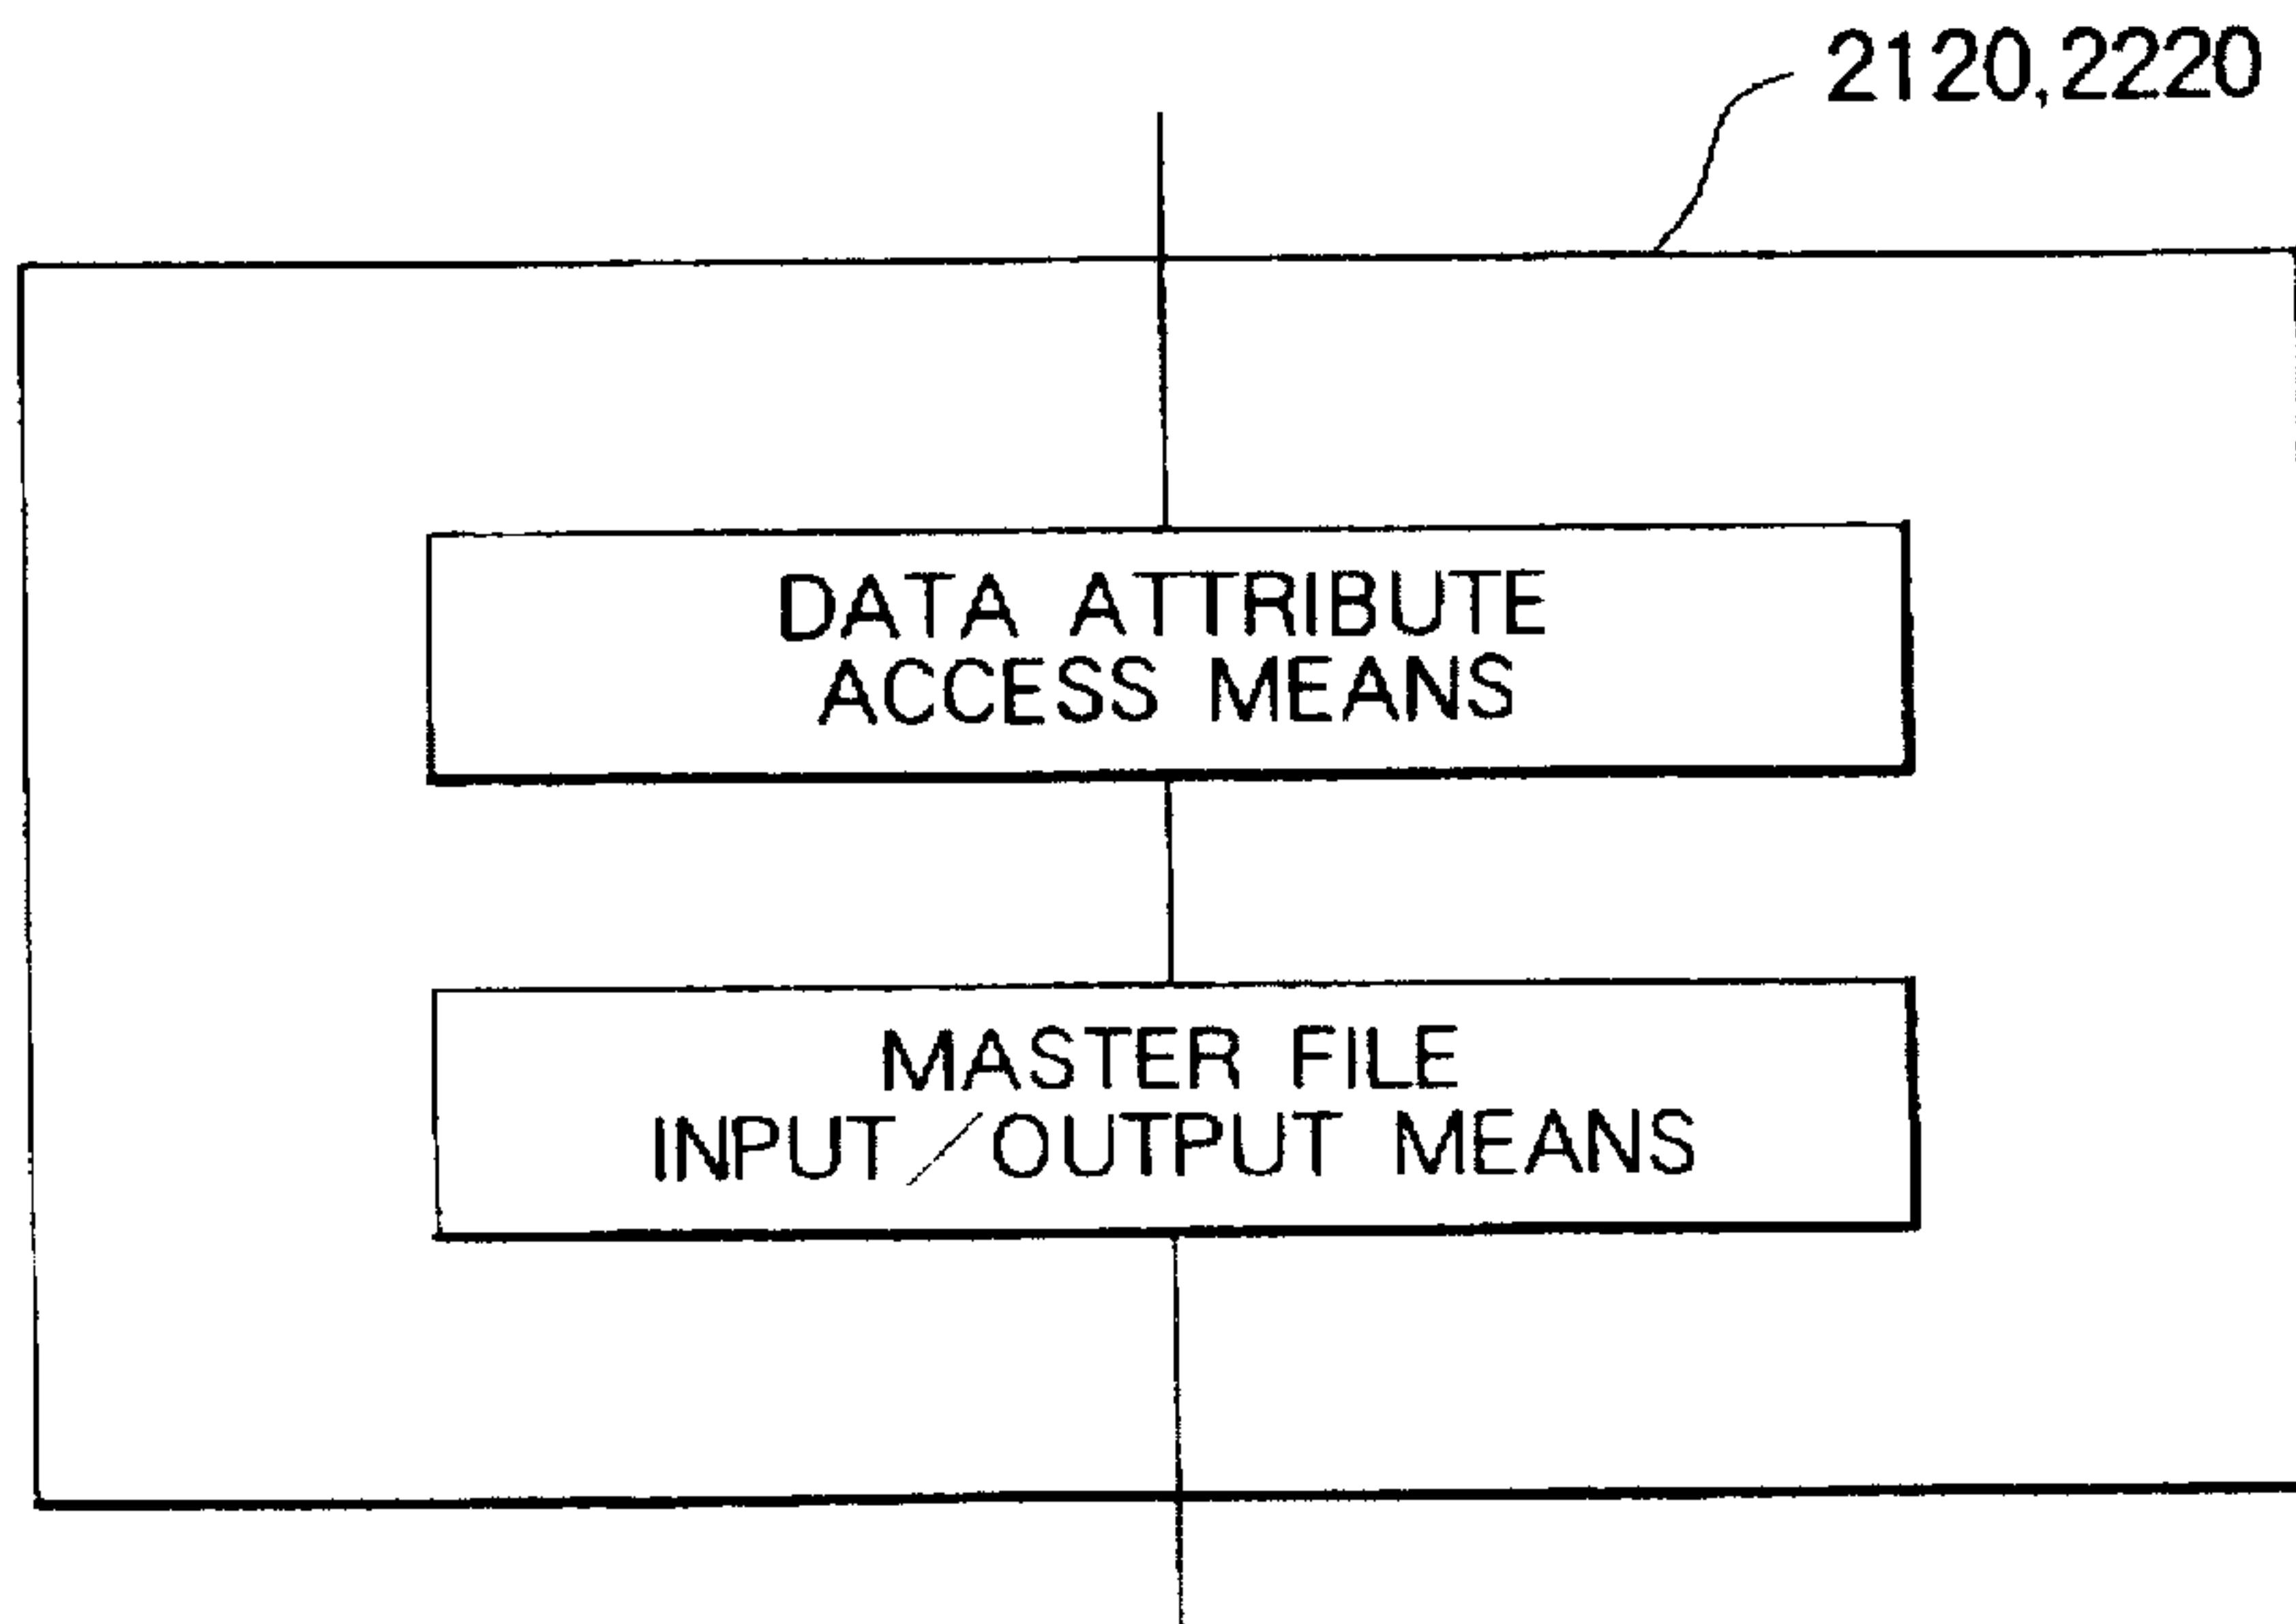 2120,2220
DATA ATTRIBUTE
ACCESS MEANS
MASTER FILE
INPUT/OUTPUT MEANS